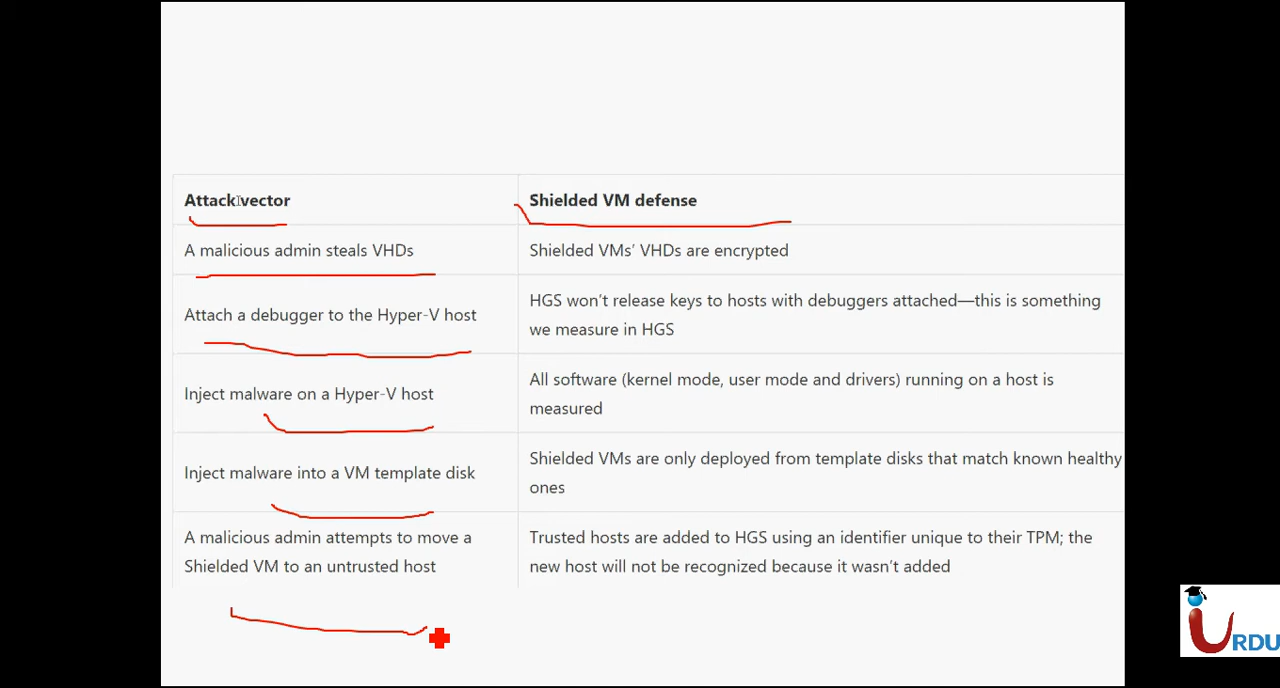 Attack vector
Shielded VM defense
A malicious admin steals VHDs
Shielded VMs’ VHDs are encrypted
Attach a debugger to the Hyper-V host
HGS won’t release keys to hosts with debuggers attached—this is something
we measure in HGS
Inject malware on a Hyper-V host
All software (kernel mode, user mode and drivers) running on a host is
measured
Inject malware into a VM template disk
Shielded VMs are only deployed from template disks that match known healthy
ones
A malicious admin attempts to move a
Shielded VM to an untrusted host
Trusted hosts are added to HGS using an identifier unique to their TPM; the
new host will not be recognized because it wasn’t added
URDU